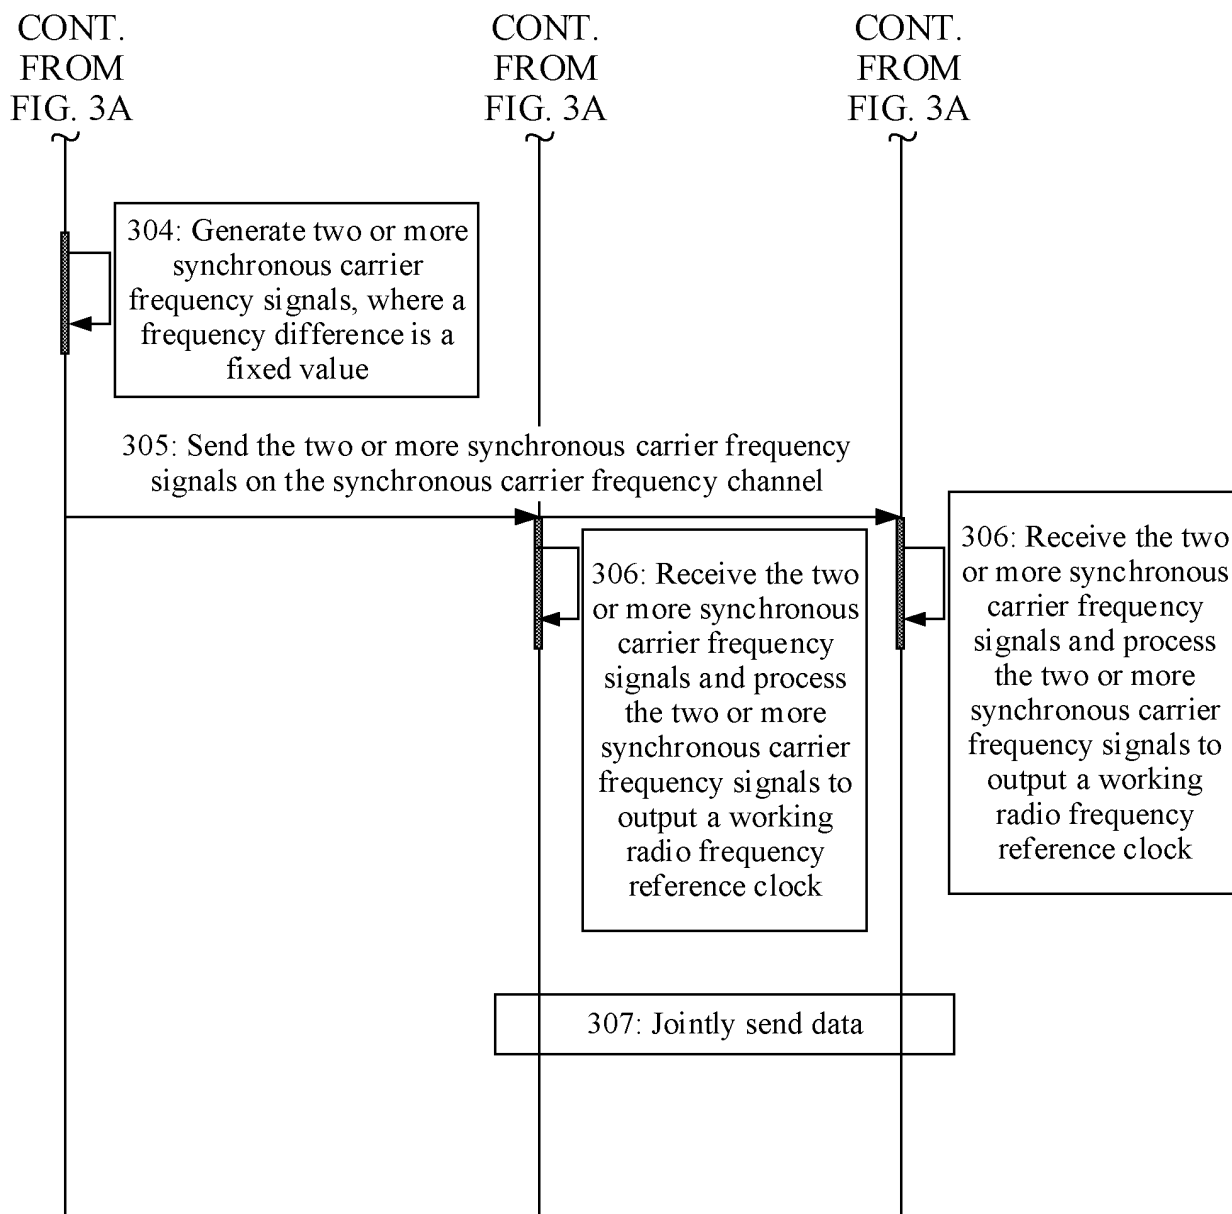 CONT.
FROM
FIG. 3A
CONT.
FROM
FIG. 3A
CONT.
FROM
FIG. 3A
304: Generate two or more
synchronous carrier
frequency signals, where a
frequency difference is a
fixed value
305: Send the two or more synchronous carrier frequency
signals on the synchronous carrier frequency channel
306: Receive the two
or more synchronous
carrier frequency
signals and process
the two or more
synchronous carrier
frequency signals to
output a working
radio frequency
reference clock
306: Receive the two
or more synchronous
carrier frequency
signals and process
the two or more
synchronous carrier
frequency signals to
output a working
radio frequency
reference clock
307: Jointly send data